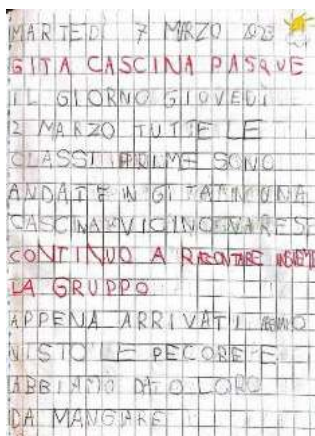 MARTEDÌ 7 MARZO 2023
GITA CASCINA PASQUÈ
IL GIORNO GIOVEDÌ
2 MARZO TUTTE LE
CLASSI PRIME SONO
ANDATE IN GITA IN UNA
CASCINA VICINO VARESE
CONTINUO A RACONTARE INSIEME
LA GRUPPO
APPENA ARRIVATI ABBIAMO
VISTO LE PECORE E
ABBIAMO DATO LORO
DA MANGIARE